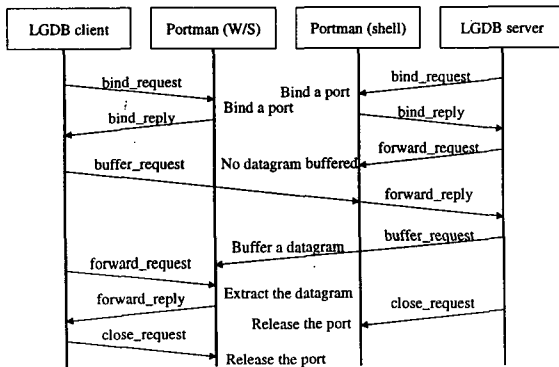 LGDB client
Portman (W/S)
Portman (shell)
LGDB server
bind_request
bind_request
Bind a port
Bind a port
bind_reply
bind_reply
forward_request
buffer_request
No datagram buffered
forward_reply
buffer_request
Buffer a datagram
forward_request
Extract the datagram
forward_reply
close_request
Release the port
close_request
Release the port